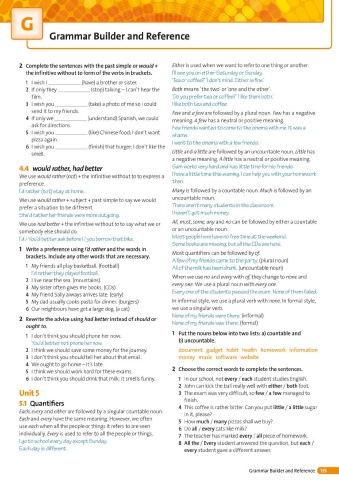 G
Grammar Builder and Reference
2 Complete the sentences with the past simple or would +
the infinitive without to form of the verbs in brackets.
1 I wish I __________ (have) a brother or sister.
2 If only they __________ (stop) talking – I can't hear the
film.
3 I wish you __________ (take) a photo of me so I could
send it to my friends.
4 If only we __________ (understand) Spanish, we could
ask for directions.
5 I wish you __________ (like) Chinese food; I don't want
pizza again.
6 I wish you __________ (finish) that burger; I don't like the
smell.
4.4 would rather, had better
We use would rather (not) + the infinitive without to to express a
preference.
I'd rather (not) stay at home.
We use would rather + subject + past simple to say we would
prefer a situation to be different.
She'd rather her friends were more outgoing.
We use had better + the infinitive without to to say what we or
somebody else should do.
I'd / You'd better ask before I / you borrow that bike.
1 Write a preference using I'd rather and the words in
brackets. Include any other words that are necessary.
1 My friends all play basketball. (football)
I'd rather they played football.
2 I live near the sea. (mountains)
3 My sister often gives me books. (CDs)
4 My friend Sally always arrives late. (early)
5 My dad usually cooks pasta for dinner. (burgers)
6 Our neighbours have got a large dog. (a cat)
2 Rewrite the advice using had better instead of should or
ought to.
1 I don't think you should phone her now.
You'd better not phone her now.
2 I think we should save some money for the journey.
3 I don't think you should tell her about that email.
4 We ought to go home – it's late.
5 I think we should work hard for these exams.
6 I don't think you should drink that milk; it smells funny.
Unit 5
5.1 Quantifiers
Each, every and either are followed by a singular countable noun.
Each and every have the same meaning. However, we often
use each when all the people or things it refers to are seen
individually. Every is used to refer to all the people or things.
I go to school every day except Sunday.
Each day is different.
Either is used when we want to refer to one thing or another.
I'll see you on either Saturday or Sunday.
'Tea or coffee?' 'I don't mind. Either is fine.'
Both means 'the two' or 'the one and the other'.
'Do you prefer tea or coffee?' 'I like them both.'
I like both tea and coffee.
Few and a few are followed by a plural noun. Few has a negative
meaning. A few has a neutral or positive meaning.
Few friends wanted to come to the cinema with me. It was a
shame.
I went to the cinema with a few friends.
Little and a little are followed by an uncountable noun. Little has
a negative meaning. A little has a neutral or positive meaning.
Sam works very hard and has little time for his friends.
I have a little time this evening. I can help you with your homework
then.
Many is followed by a countable noun. Much is followed by an
uncountable noun.
There aren't many students in the classroom.
I haven't got much money.
All, most, some, any and no can be followed by either a countable
or an uncountable noun.
Most people have no free time at the weekend.
Some books are missing, but all the CDs are here.
Most quantifiers can be followed by of.
A few of my friends came to the party. (plural noun)
All of the milk has been drunk. (uncountable noun)
When we use no and every with of, they change to none and
every one. We use a plural noun with every one.
Every one of the students passed the exam. None of them failed.
In informal style, we use a plural verb with none. In formal style,
we use a singular verb.
None of my friends were there. (informal)
None of my friends was there. (formal)
1 Put the nouns below into two lists: a) countable and
b) uncountable.
document gadget habit health homework information
money music software website
2 Choose the correct words to complete the sentences.
1 In our school, not every / each student studies English.
2 John can kick the ball really well with either / both foot.
3 The exam was very difficult, so few / a few managed to
finish.
4 This coffee is rather bitter. Can you put little / a little sugar
in it, please?
5 How much / many pizzas shall we buy?
6 Do all / every cats like milk?
7 The teacher has marked every / all piece of homework.
8 All the / Every student answered the question, but each /
every student gave a different answer.
Grammar Builder and Reference